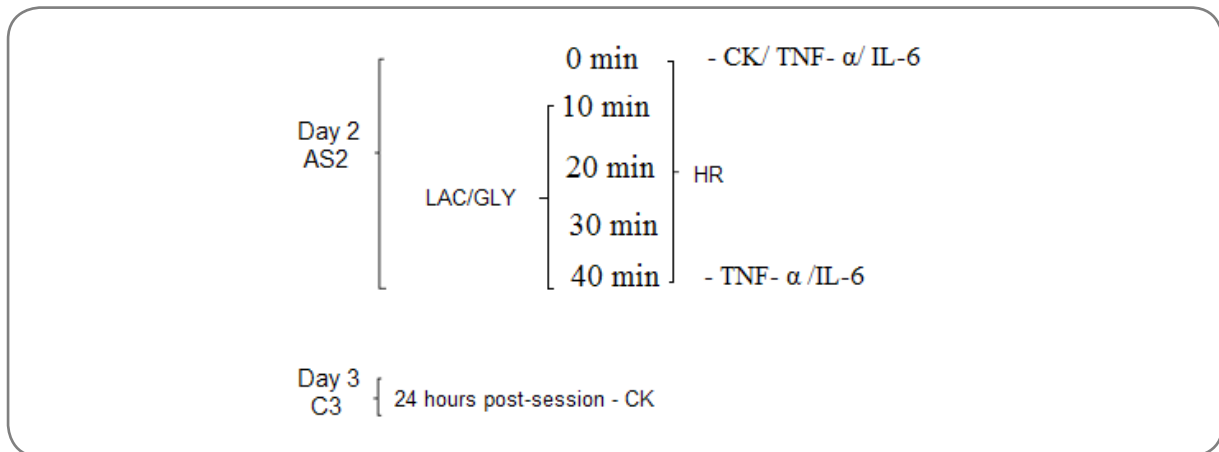 0 min - CK/ TNF- α/ IL-6
10 min
Day 2
AS2
20 min
HR
LAC/GLY
30 min
40 min - TNF- α /IL-6
Day 3
C3
24 hours post-session - CK